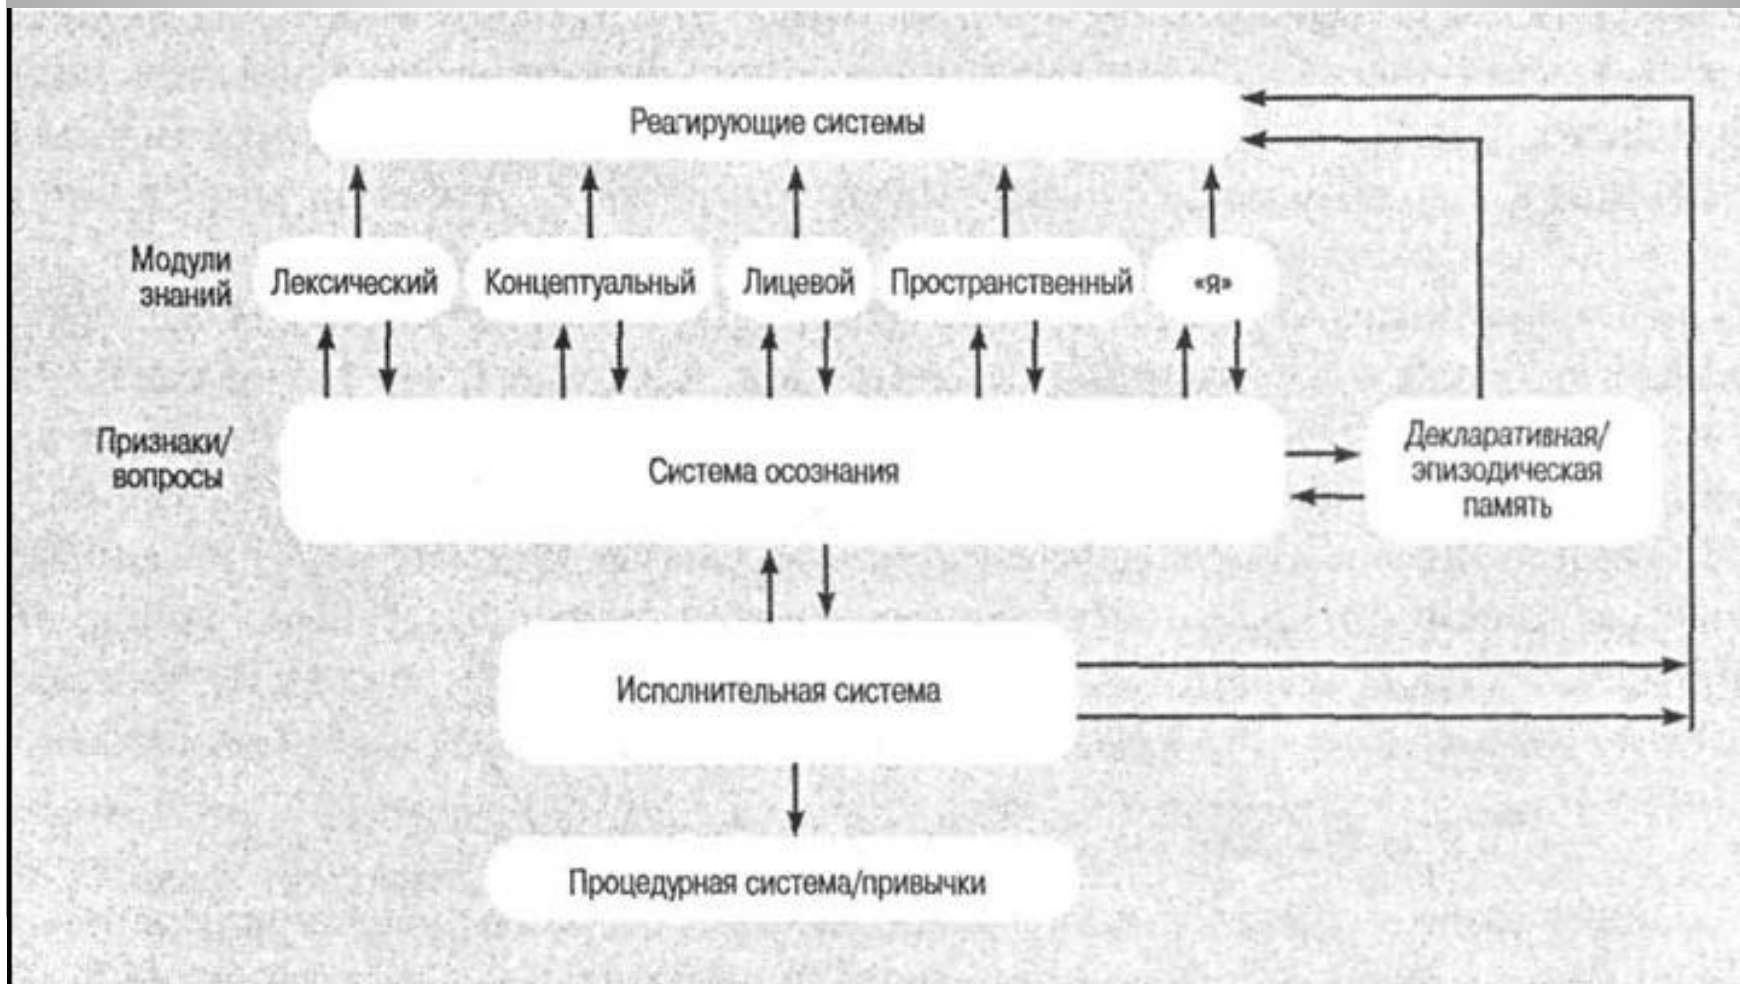 Реагирующие системы
Модули
знаний
Лексический
Концептуальный
Лицевой
Пространственный
«я»
Признаки/
вопросы
Система осознания
Декларативная/
эпизодическая
память
Исполнительная система
Процедурная система/привычки